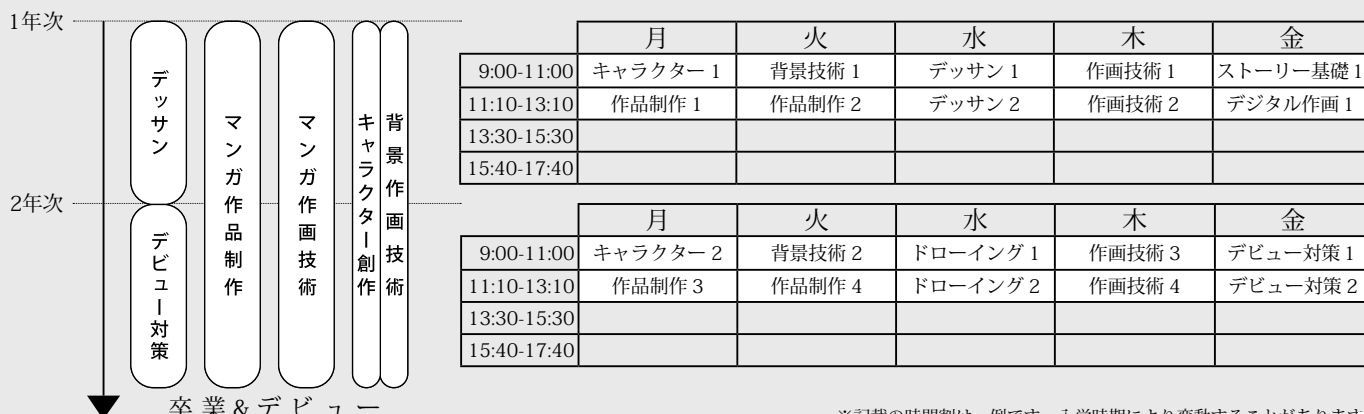 1年次
2年次
デッサン
デビュー対策
マンガ作品制作
マンガ作画技術
キャラクター創作
背景作画技術
卒業&デビュー
月 火 水 木 金
9:00-11:00 キャラクター 1 背景技術 1 デッサン 1 作画技術 1 ストーリー基礎 1
11:10-13:10 作品制作 1 作品制作 2 デッサン 2 作画技術 2 デジタル作画 1
13:30-15:30
15:40-17:40
月 火 水 木 金
9:00-11:00 キャラクター 2 背景技術 2 ドローイング 1 作画技術 3 デビュー対策 1
11:10-13:10 作品制作 3 作品制作 4 ドローイング 2 作画技術 4 デビュー対策 2
13:30-15:30
15:40-17:40
※記載の時間割は一例です。入学時期により変動することがあります